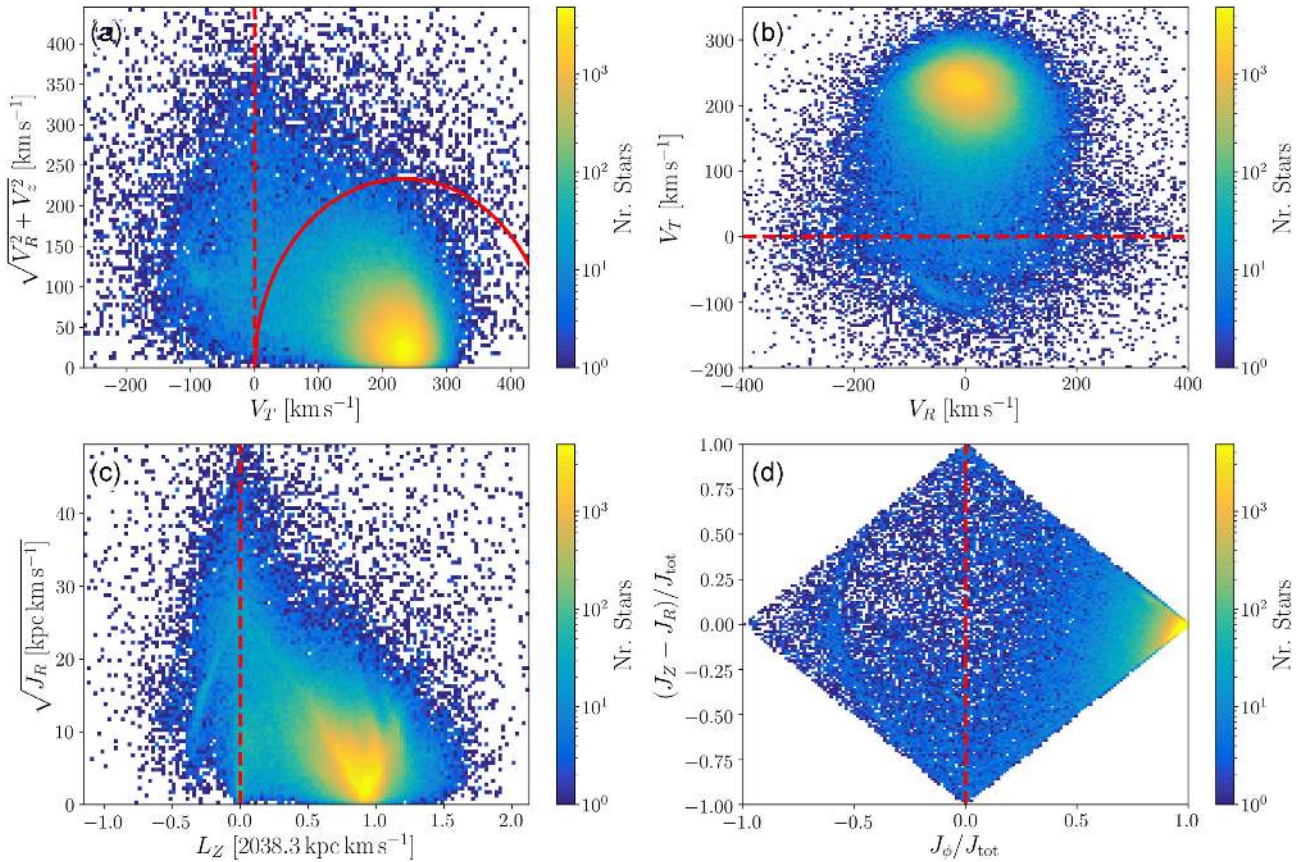 (a)
400
350
300
250
200
150
100
50
0
√V_R^2 + V_z^2 [km s^−1]
−200 −100 0 100 200 300 400
V_T [km s^−1]
10^3
10^2
10^1
10^0
Nr. Stars
(b)
300
200
100
0
−100
−200
V_T [km s^−1]
−400 −200 0 200 400
V_R [km s^−1]
10^3
10^2
10^1
10^0
Nr. Stars
(c)
40
30
20
10
0
√J_R [kpc km s^−1]
−1.0 −0.5 0.0 0.5 1.0 1.5 2.0
L_Z [2038.3 kpc km s^−1]
10^3
10^2
10^1
10^0
Nr. Stars
(d)
1.00
0.75
0.50
0.25
0.00
−0.25
−0.50
−0.75
−1.00
(J_Z − J_R)/J_tot
−1.0 −0.5 0.0 0.5 1.0
J_ϕ/J_tot
10^3
10^2
10^1
10^0
Nr. Stars